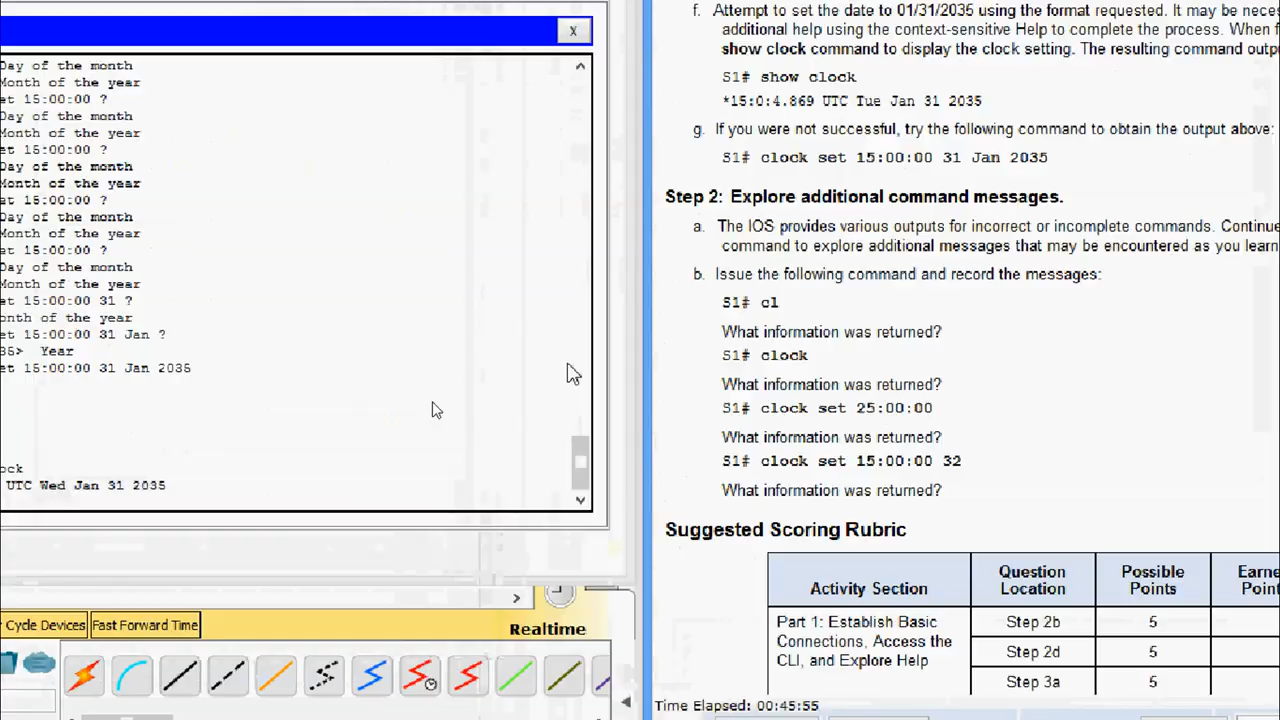 X
Day of the month
Month of the year
et 15:00:00 ?
Day of the month
Month of the year
et 15:00:00 ?
Day of the month
Month of the year
et 15:00:00 ?
Day of the month
Month of the year
et 15:00:00 ?
Day of the month
Month of the year
et 15:00:00 31 ?
onth of the year
et 15:00:00 31 Jan ?
35> Year
et 15:00:00 31 Jan 2035
ock
UTC Wed Jan 31 2035
Cycle Devices
Fast Forward Time
Realtime
f. Attempt to set the date to 01/31/2035 using the format requested. It may be nece
additional help using the context-sensitive Help to complete the process. When f
show clock command to display the clock setting. The resulting command outp
S1# show clock
*15:0:4.869 UTC Tue Jan 31 2035
g. If you were not successful, try the following command to obtain the output above:
S1# clock set 15:00:00 31 Jan 2035
Step 2: Explore additional command messages.
a. The IOS provides various outputs for incorrect or incomplete commands. Continue
command to explore additional messages that may be encountered as you learn
b. Issue the following command and record the messages:
S1# cl
What information was returned?
S1# clock
What information was returned?
S1# clock set 25:00:00
What information was returned?
S1# clock set 15:00:00 32
What information was returned?
Suggested Scoring Rubric
Activity Section
Question Location
Possible Points
Earne
Point
Part 1: Establish Basic
Connections, Access the
CLI, and Explore Help
Step 2b 5
Step 2d 5
Step 3a 5
Time Elapsed: 00:45:55